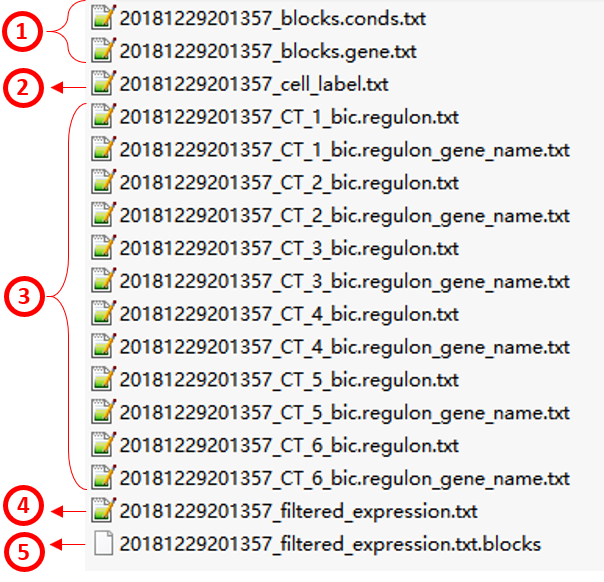 1
20181229201357_blocks.conds.txt
20181229201357_blocks.gene.txt
2
20181229201357_cell_label.txt
3
20181229201357_CT_1_bic.regulon.txt
20181229201357_CT_1_bic.regulon_gene_name.txt
20181229201357_CT_2_bic.regulon.txt
20181229201357_CT_2_bic.regulon_gene_name.txt
20181229201357_CT_3_bic.regulon.txt
20181229201357_CT_3_bic.regulon_gene_name.txt
20181229201357_CT_4_bic.regulon.txt
20181229201357_CT_4_bic.regulon_gene_name.txt
20181229201357_CT_5_bic.regulon.txt
20181229201357_CT_5_bic.regulon_gene_name.txt
20181229201357_CT_6_bic.regulon.txt
20181229201357_CT_6_bic.regulon_gene_name.txt
4
20181229201357_filtered_expression.txt
5
20181229201357_filtered_expression.txt.blocks